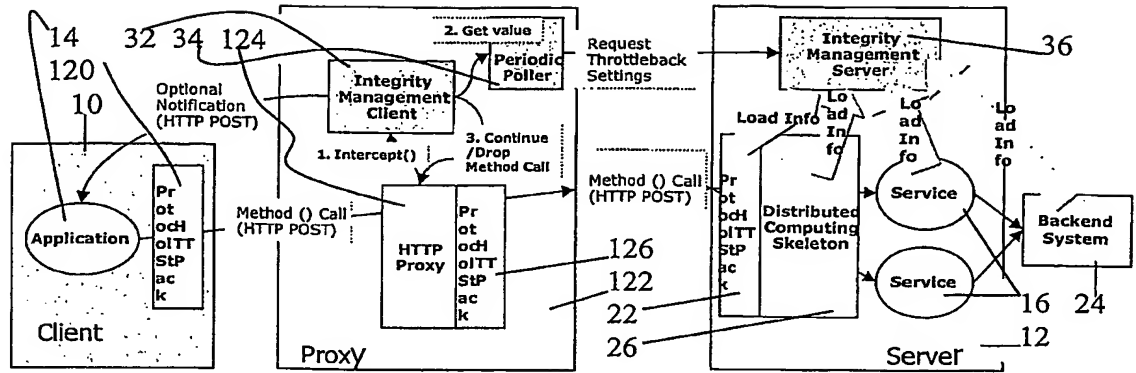 14
32
34
124
120
10
2. Get value
Periodic
Poller
Integrity
Management
Client
Optional
Notification
(HTTP POST)
1. Intercept()
3. Continue
/Drop
Method Call
Request
Throttleback
Settings
Integrity
Management
Server
36
Load Info
Lo
ad
In
fo
Lo
ad
In
fo
Lo
ad
In
fo
Application
Pr
ot
ocH
olTT
StP
ac
k
Client
Method () Call
(HTTP POST)
HTTP
Proxy
Pr
ot
ocH
olTT
StP
ac
k
Proxy
Method () Call
(HTTP POST)
126
122
22
26
Pr
ot
ocH
olTT
StP
ac
k
Distributed
Computing
Skeleton
Service
Service
Server
Backend
System
16
24
12